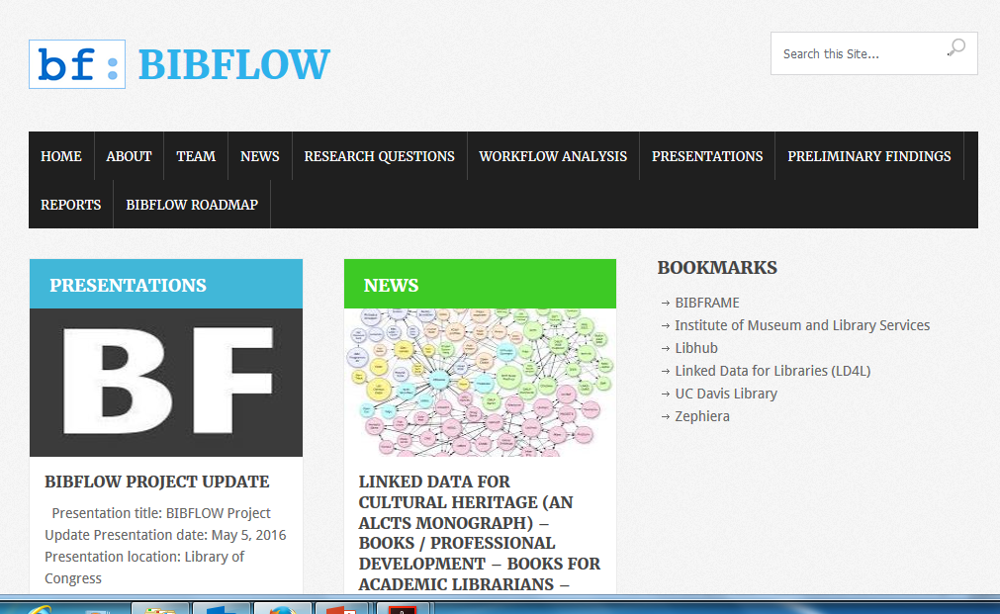 bf:
BIBFLOW
Search this Site...
HOME
ABOUT
TEAM
NEWS
RESEARCH QUESTIONS
WORKFLOW ANALYSIS
PRESENTATIONS
PRELIMINARY FINDINGS
REPORTS
BIBFLOW ROADMAP
PRESENTATIONS
BF
BIBFLOW PROJECT UPDATE
Presentation title: BIBFLOW Project
Update Presentation date: May 5, 2016
Presentation location: Library of
Congress
NEWS
LINKED DATA FOR
CULTURAL HERITAGE (AN
ALCTS MONOGRAPH) –
BOOKS / PROFESSIONAL
DEVELOPMENT – BOOKS FOR
ACADEMIC LIBRARIANS –
BOOKMARKS
→ BIBFRAME
→ Institute of Museum and Library Services
→ Libhub
→ Linked Data for Libraries (LD4L)
→ UC Davis Library
→ Zephiera